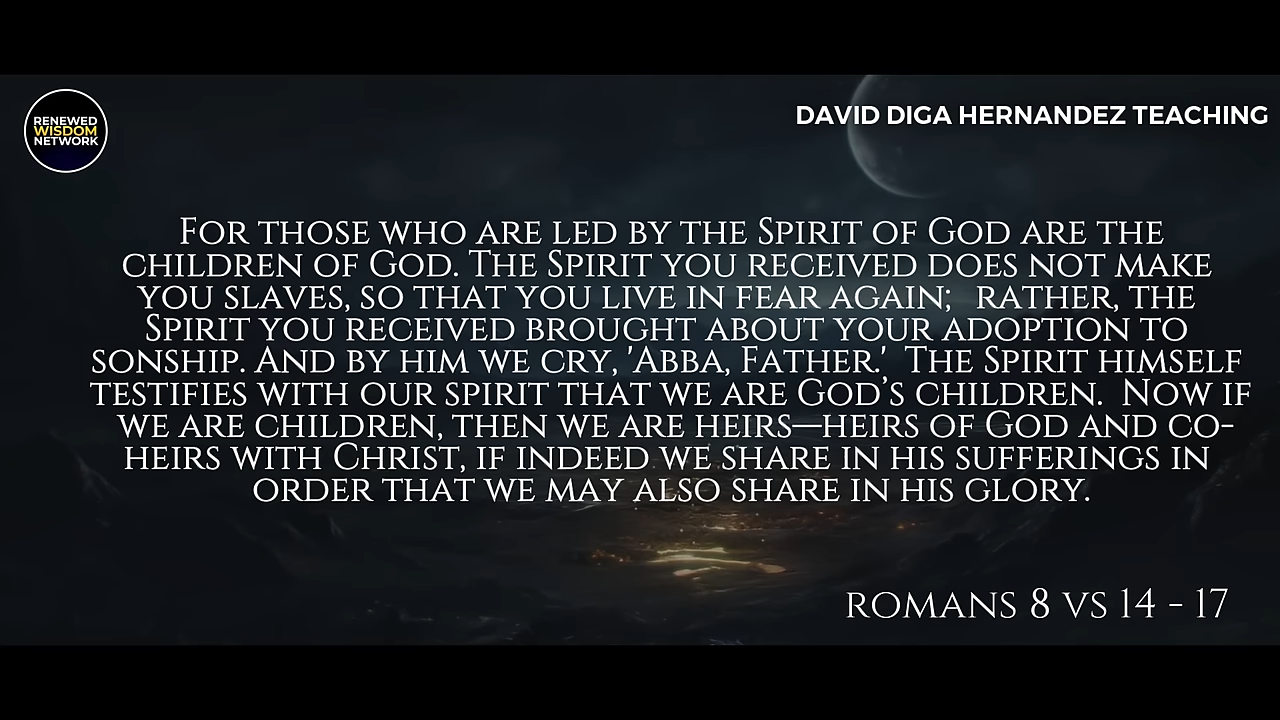 RENEWED
WISDOM
NETWORK
DAVID DIGA HERNANDEZ TEACHING
For those who are led by the Spirit of God are the
children of God. The Spirit you received does not make
you slaves, so that you live in fear again; rather, the
Spirit you received brought about your adoption to
sonship. And by him we cry, 'Abba, Father.' The Spirit himself
testifies with our spirit that we are God's children. Now if
we are children, then we are heirs—heirs of God and co-
heirs with Christ, if indeed we share in his sufferings in
order that we may also share in his glory.
romans 8 vs 14 - 17